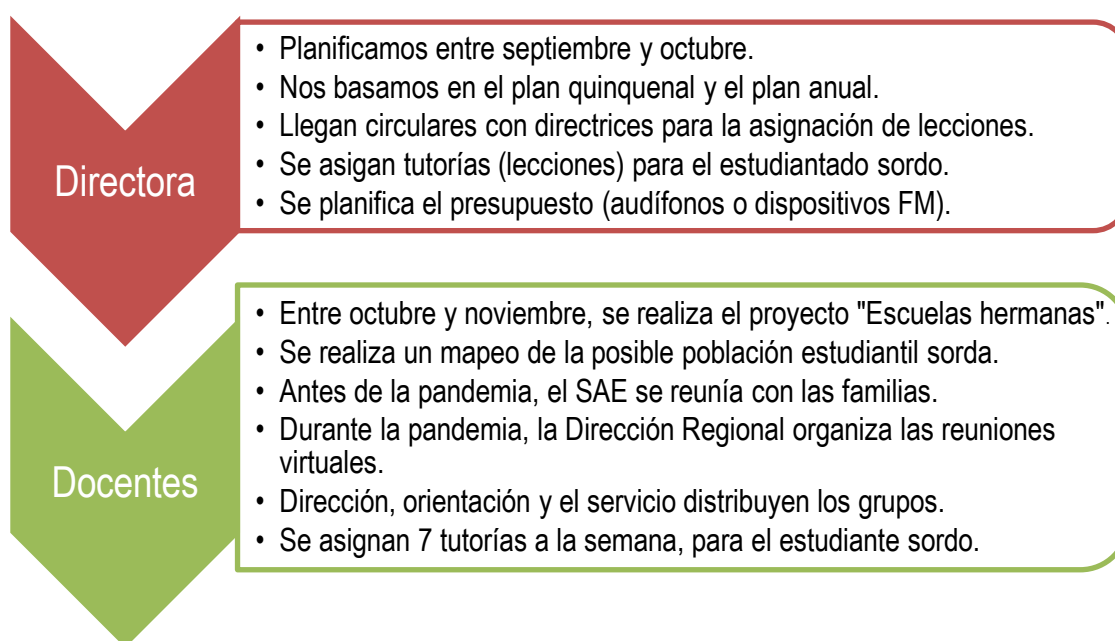 Directora
• Planificamos entre septiembre y octubre.
• Nos basamos en el plan quinquenal y el plan anual.
• Llegan circulares con directrices para la asignación de lecciones.
• Se asigan tutorías (lecciones) para el estudiantado sordo.
• Se planifica el presupuesto (audífonos o dispositivos FM).
Docentes
• Entre octubre y noviembre, se realiza el proyecto "Escuelas hermanas".
• Se realiza un mapeo de la posible población estudiantil sorda.
• Antes de la pandemia, el SAE se reunía con las familias.
• Durante la pandemia, la Dirección Regional organiza las reuniones
virtuales.
• Dirección, orientación y el servicio distribuyen los grupos.
• Se asignan 7 tutorías a la semana, para el estudiante sordo.